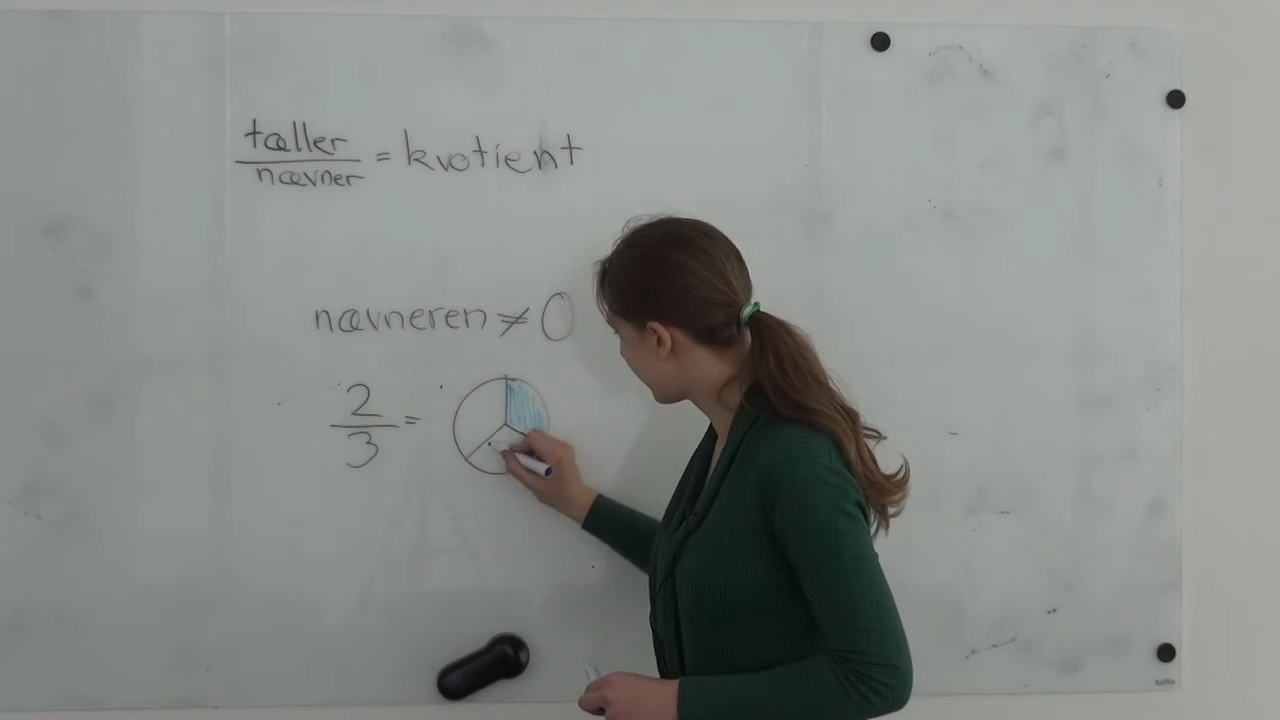 tæller
nævner
= kvotient
nævneren ≠ 0
2
3
=